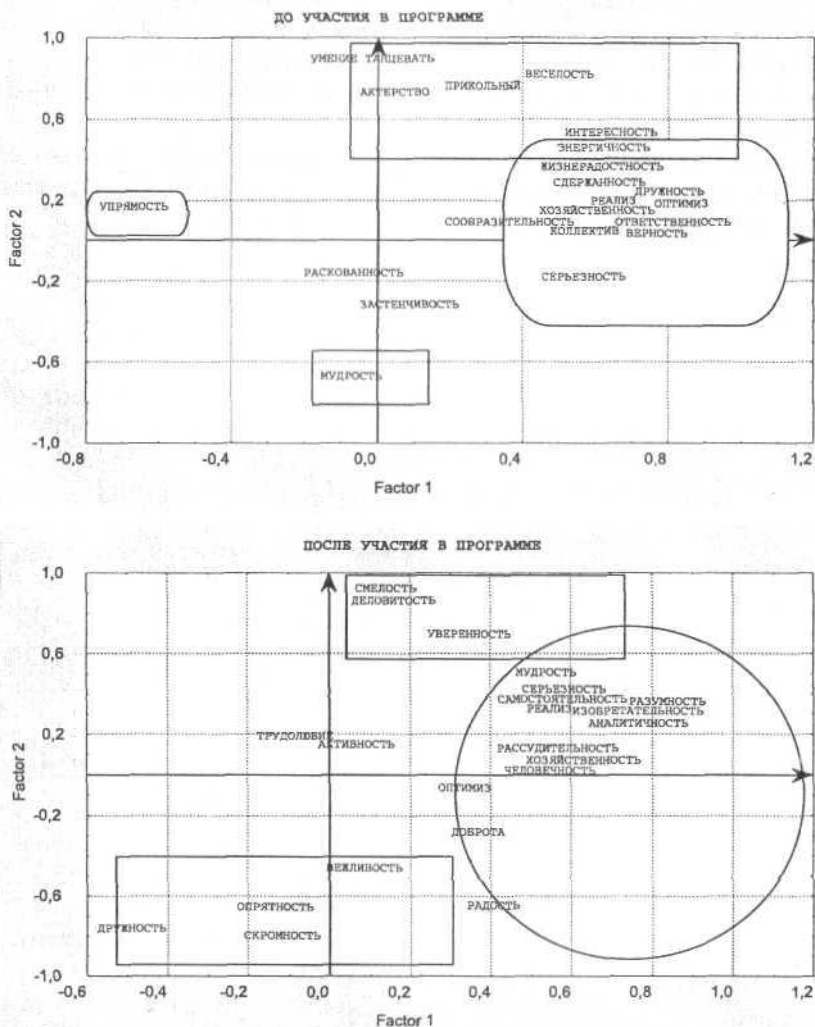 ДО УЧАСТИЯ В ПРОГРАММЕ
1,0
УМЕНИЕ ТАНЦЕВАТЬ
ВЕСЕЛОСТЬ
АКТЕРСТВО
ПРИКОЛЬНЫЙ
0,6
ИНТЕРЕСНОСТЬ
ЭНЕРГИЧНОСТЬ
ЖИЗНЕРАДОСТНОСТЬ
СДЕРЖАННОСТЬ
0,2
ДРУЖНОСТЬ
УПРЯМОСТЬ
РЕАЛИЗ
ОПТИМИЗ
ХОЗЯЙСТВЕННОСТЬ
СООБРАЗИТЕЛЬНОСТЬ
ОТВЕТСТВЕННОСТЬ
КОЛЛЕКТИВ
ВЕРНОСТЬ
Factor 2
РАСКОВАННОСТЬ
-0,2
СЕРЬЕЗНОСТЬ
ЗАСТЕНЧИВОСТЬ
-0,6
МУДРОСТЬ
-1,0
-0,8 -0,4 0,0 0,4 0,8 1,2
Factor 1
ПОСЛЕ УЧАСТИЯ В ПРОГРАММЕ
1,0
СМЕЛОСТЬ
ДЕЛОВИТОСТЬ
УВЕРЕННОСТЬ
0,6
МУДРОСТЬ
СЕРЬЕЗНОСТЬ
САМОСТОЯТЕЛЬНОСТЬ
РАЗУМНОСТЬ
РЕАЛИЗ
ИЗОБРЕТАТЕЛЬНОСТЬ
АНАЛИТИЧНОСТЬ
0,2
ТРУДОЛЮБИЕ
АКТИВНОСТЬ
РАССУДИТЕЛЬНОСТЬ
ХОЗЯЙСТВЕННОСТЬ
ЧЕЛОВЕЧНОСТЬ
Factor 2
ОПТИМИЗ
-0,2
ДОБРОТА
ВЕЖЛИВОСТЬ
-0,6
ОПРЯТНОСТЬ
РАДОСТЬ
ДРУЖНОСТЬ
СКРОМНОСТЬ
-1,0
-0,6 -0,2 0,0 0,2 0,4 0,6 0,8 1,0 1,2
Factor 1